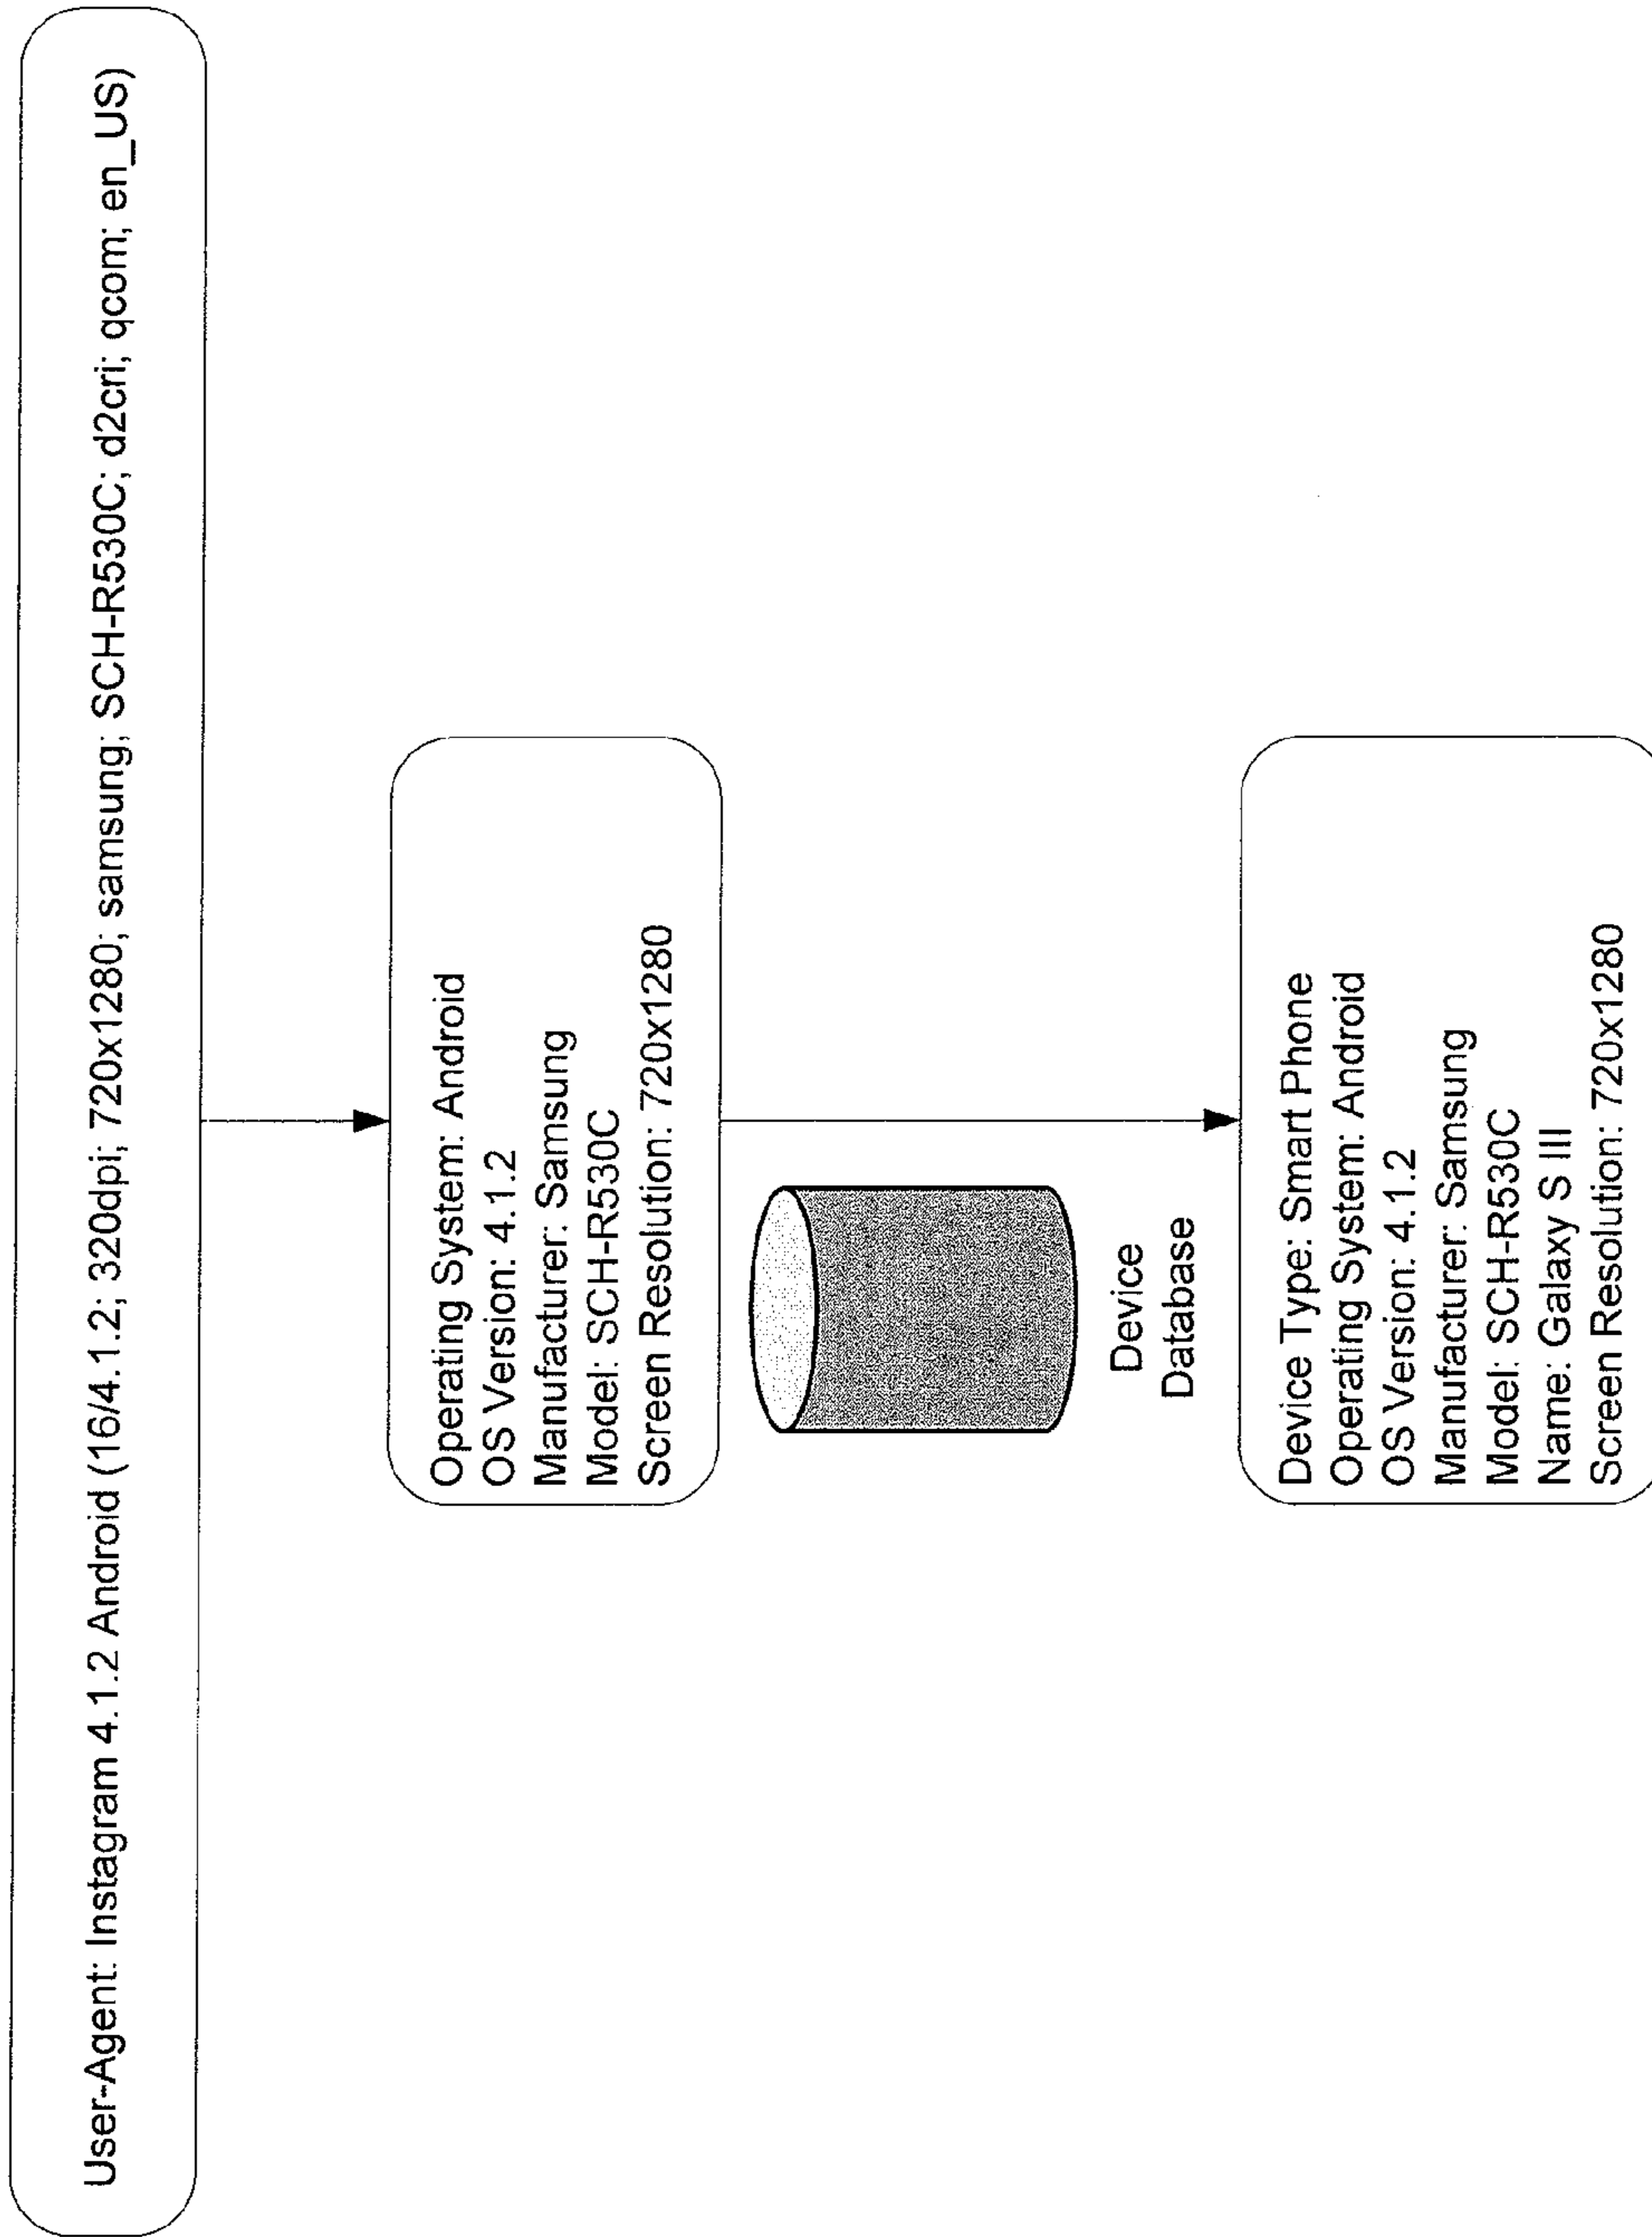 User-Agent: Instagram 4.1.2 Android (16/4.1.2; 320dpi; 720x1280; samsung; SCH-R530C; d2cri; qcom; en_US)
Operating System: Android
OS Version: 4.1.2
Manufacturer: Samsung
Model: SCH-R530C
Screen Resolution: 720x1280
Device
Database
Device Type: Smart Phone
Operating System: Android
OS Version: 4.1.2
Manufacturer: Samsung
Model: SCH-R530C
Name: Galaxy S III
Screen Resolution: 720x1280